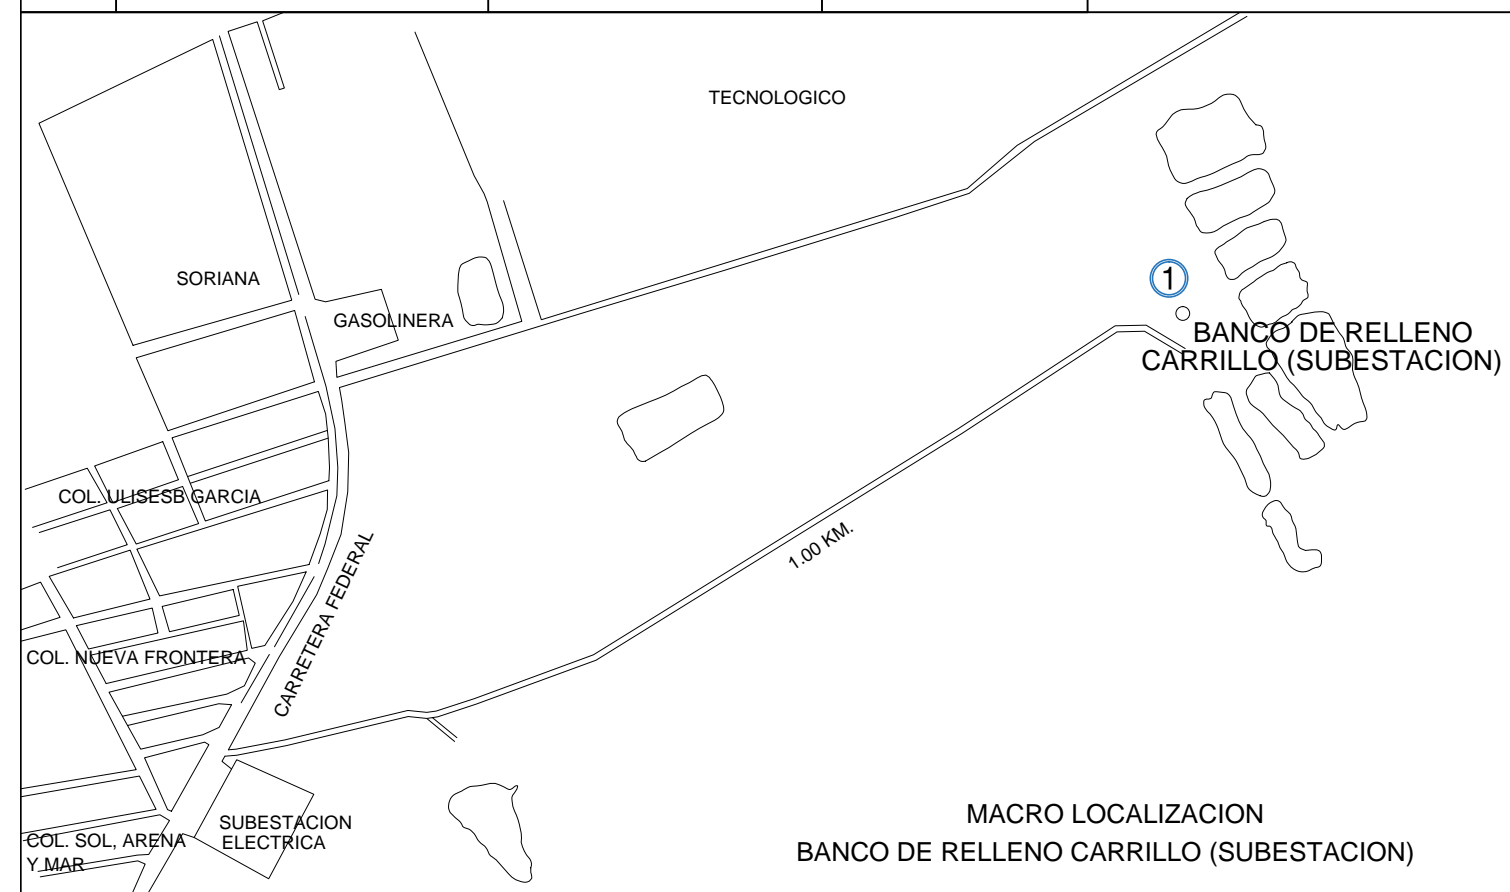 TECNOLOGICO
SORIANA
GASOLINERA
1
BANCO DE RELLENO
CARRILLO (SUBESTACION)
COL. ULISESB GARCIA
1.00 KM.
CARRETERA FEDERAL
COL. NUEVA FRONTERA
SUBESTACION
ELECTRICA
COL. SOL, ARENA
Y MAR
MACRO LOCALIZACION
BANCO DE RELLENO CARRILLO (SUBESTACION)